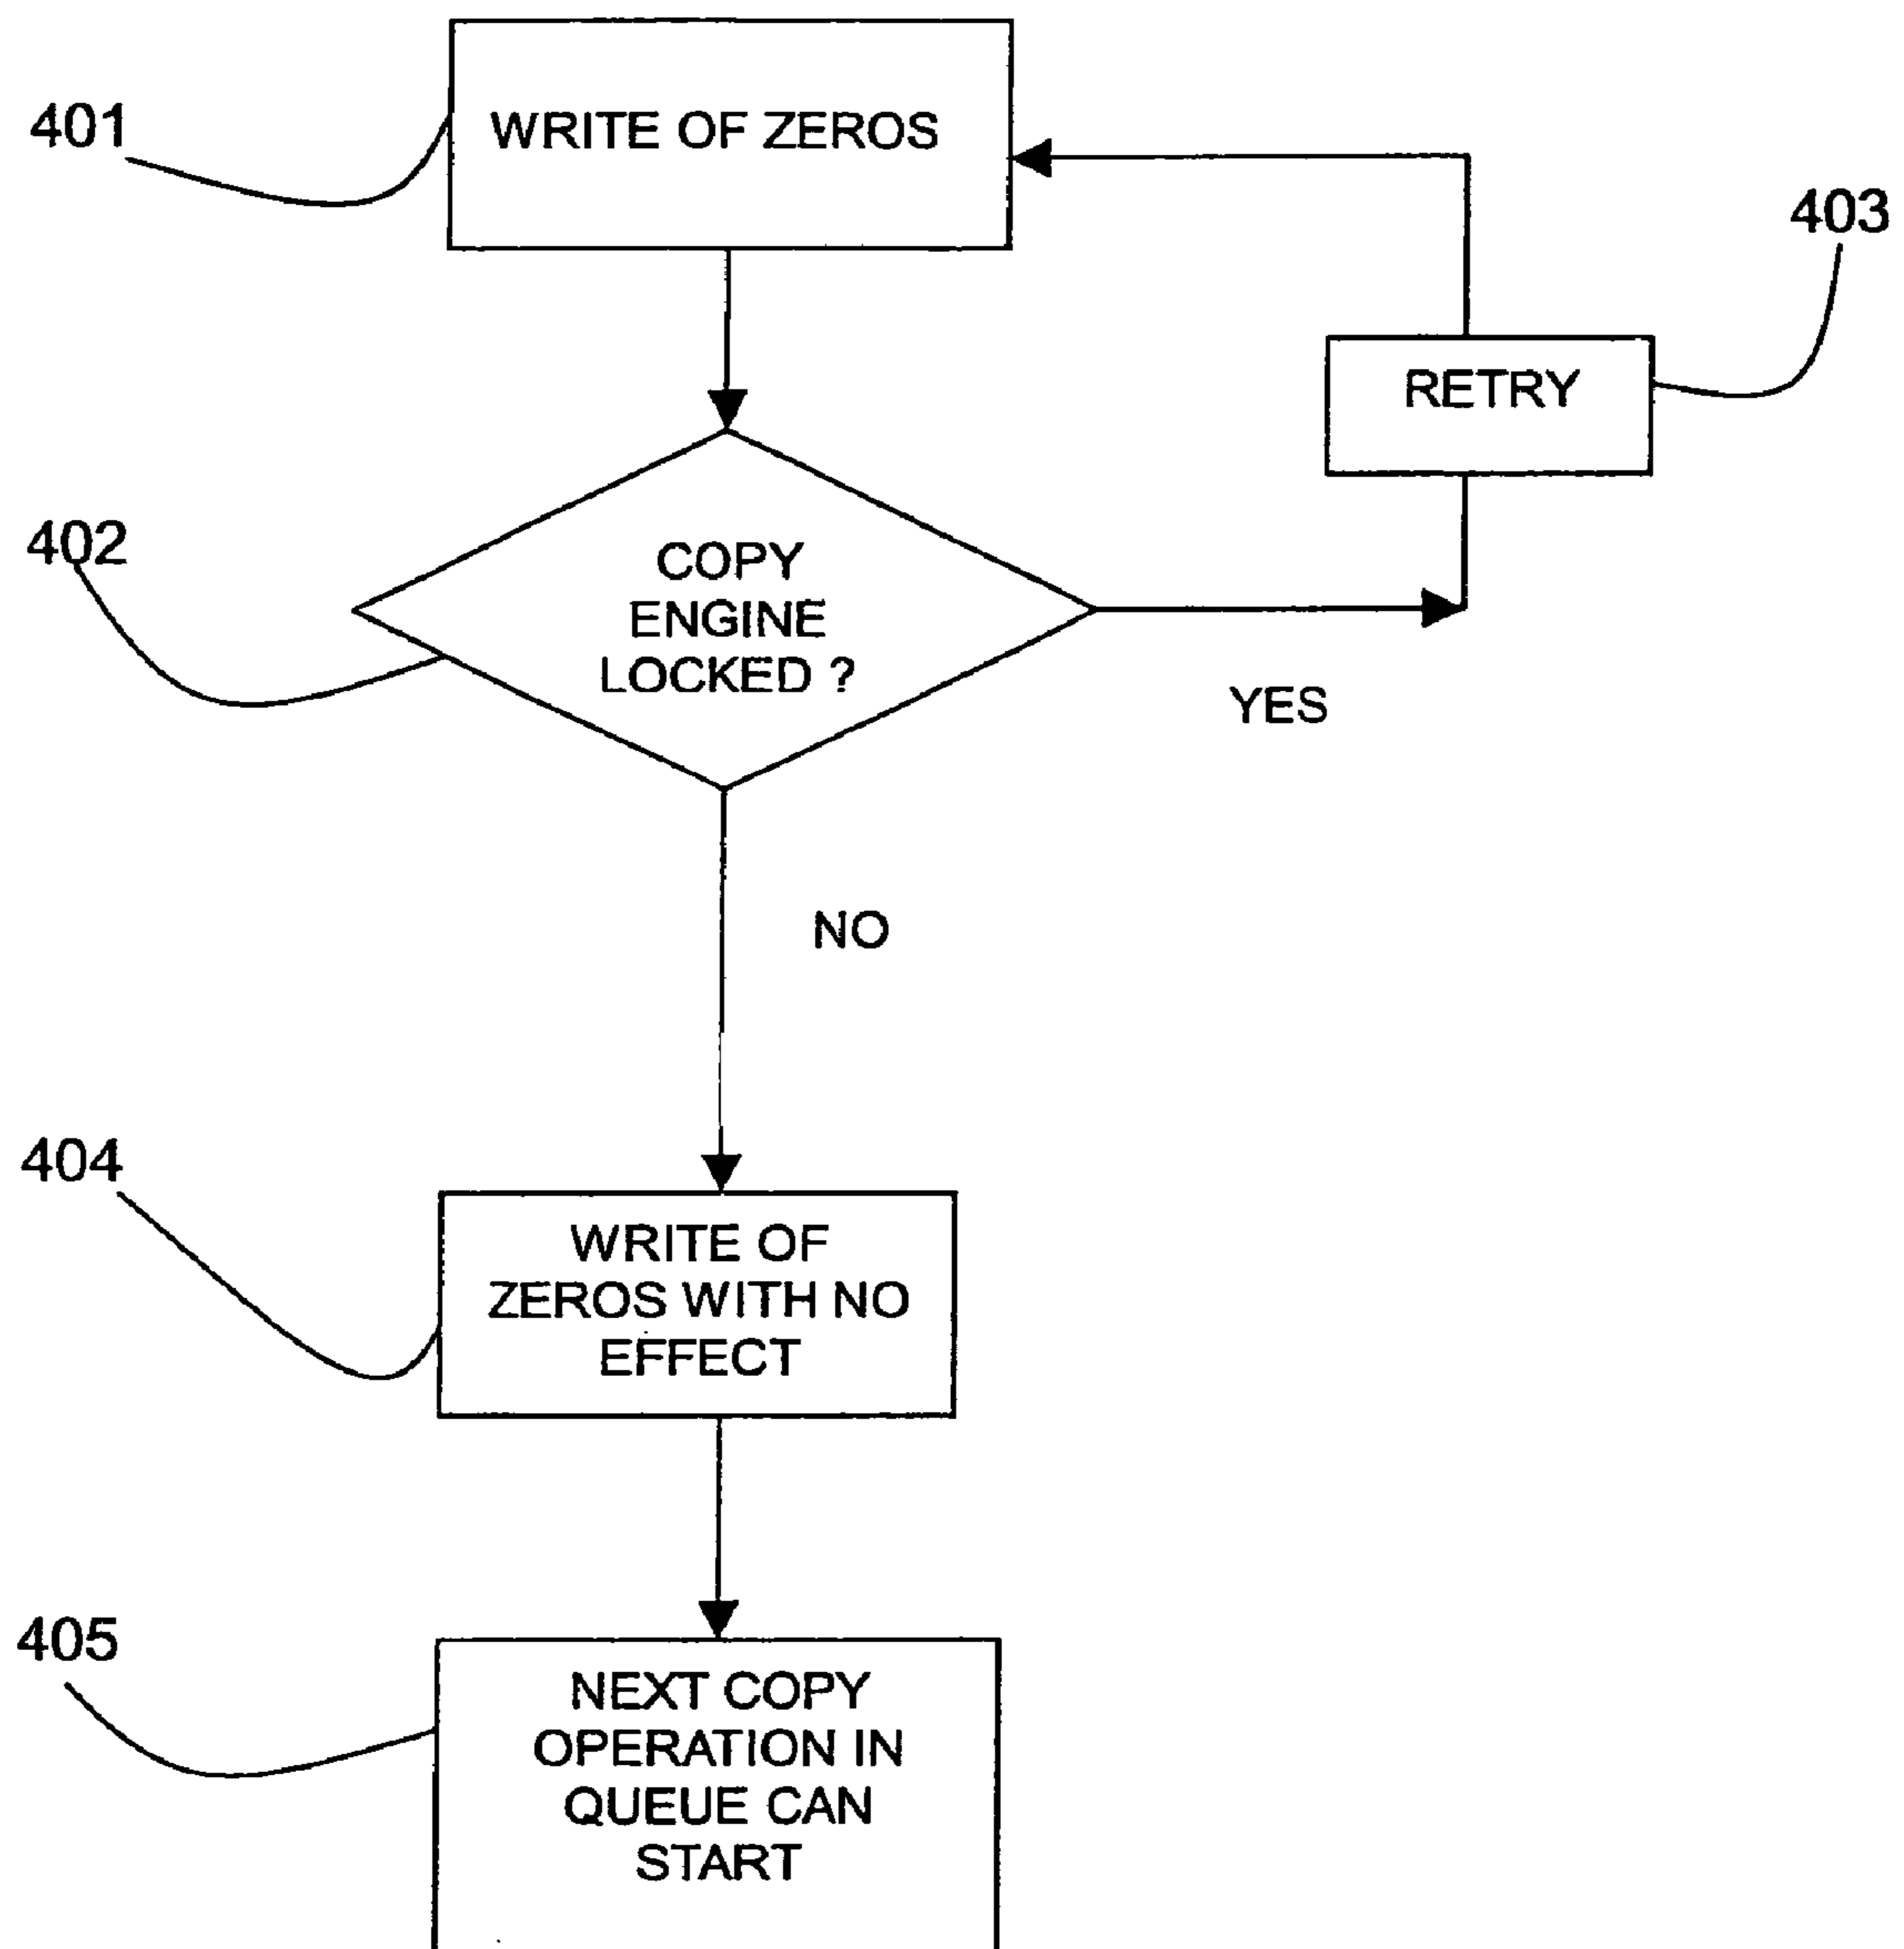 401
WRITE OF ZEROS
403
RETRY
402
COPY
ENGINE
LOCKED ?
YES
NO
404
WRITE OF
ZEROS WITH NO
EFFECT
405
NEXT COPY
OPERATION IN
QUEUE CAN
START